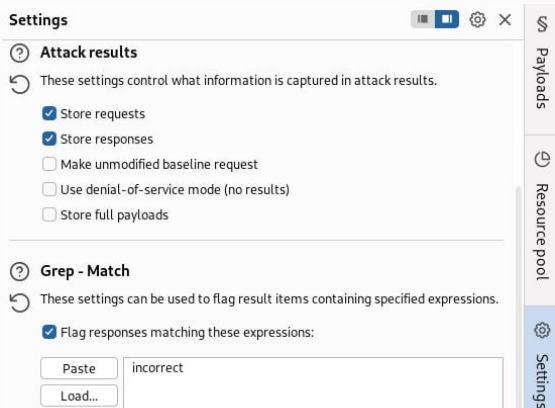 Settings
Attack results
These settings control what information is captured in attack results.
Store requests
Store responses
Make unmodified baseline request
Use denial-of-service mode (no results)
Store full payloads
Grep - Match
These settings can be used to flag result items containing specified expressions.
Flag responses matching these expressions:
Paste
incorrect
Load...
Payloads
Resource pool
Settings